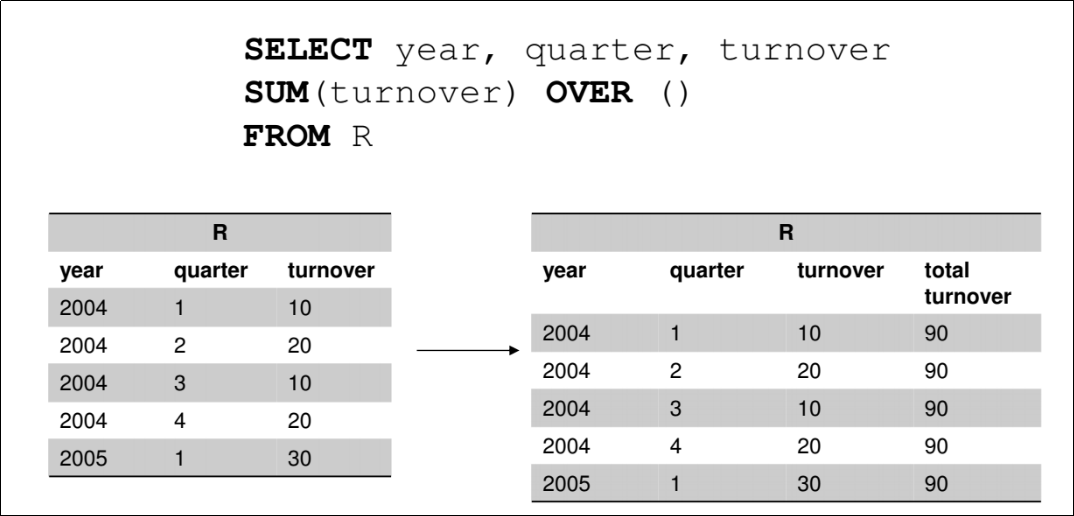 SELECT year, quarter, turnover
SUM(turnover) OVER ()
FROM R
R
year quarter turnover
2004 1 10
2004 2 20
2004 3 10
2004 4 20
2005 1 30
R
year quarter turnover total
turnover
2004 1 10 90
2004 2 20 90
2004 3 10 90
2004 4 20 90
2005 1 30 90